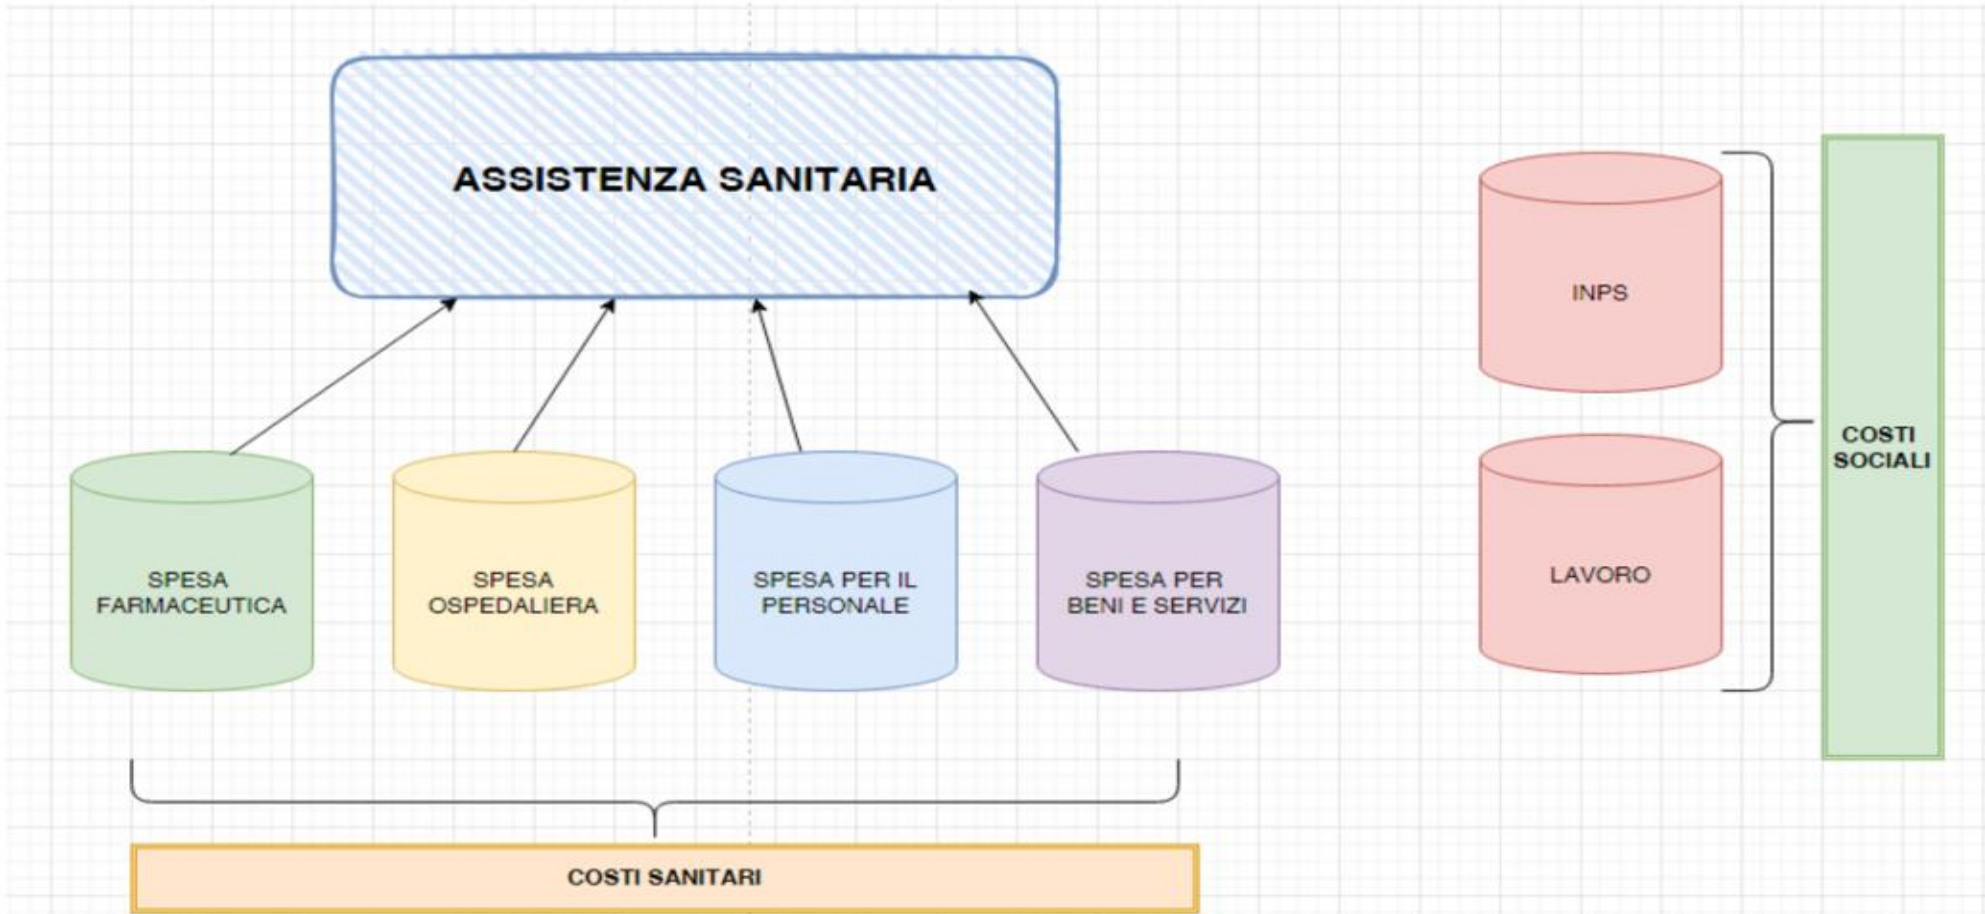 ASSISTENZA SANITARIA
INPS
COSTI
SOCIALI
LAVORO
SPESA
FARMACEUTICA
SPESA
OSPEDALIERA
SPESA PER IL
PERSONALE
SPESA PER
BENI E SERVIZI
COSTI SANITARI